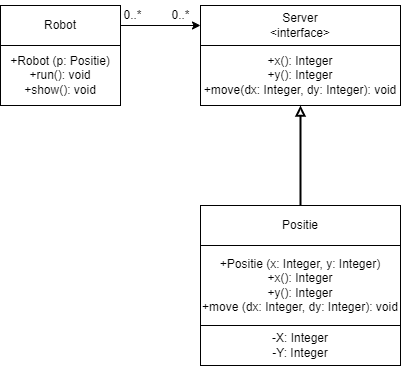 Robot
+Robot (p: Positie)
+run(): void
+show(): void
0..*
0..*
Server
<interface>
+x(): Integer
+y(): Integer
+move(dx: Integer, dy: Integer): void
Positie
+Positie (x: Integer, y: Integer)
+x(): Integer
+y(): Integer
+move (dx: Integer, dy: Integer): void
-X: Integer
-Y: Integer